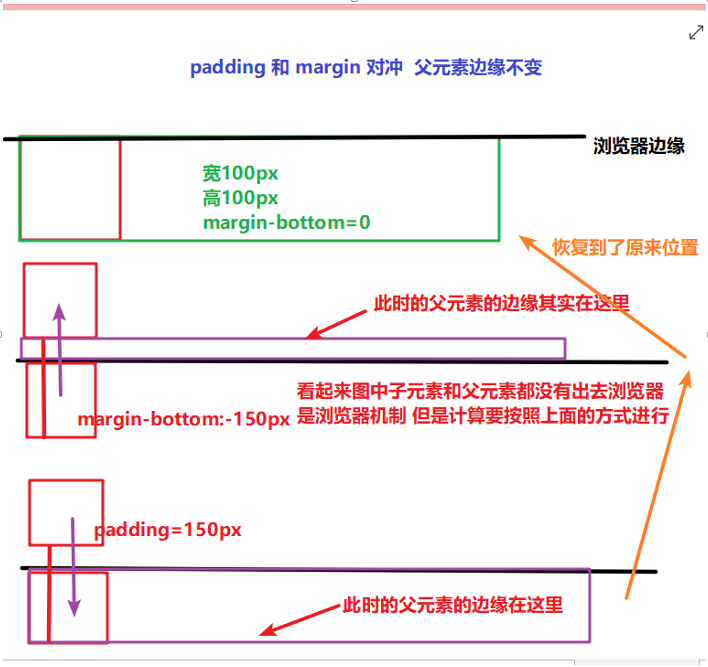 padding 和 margin 对冲 父元素边缘不变
浏览器边缘
宽100px
高100px
margin-bottom=0
恢复到了原来位置
此时的父元素的边缘其实在这里
看起来图中子元素和父元素都没有出去浏览器
是浏览器机制 但是计算要按照上面的方式进行
margin-bottom:-150px
padding=150px
此时的父元素的边缘在这里